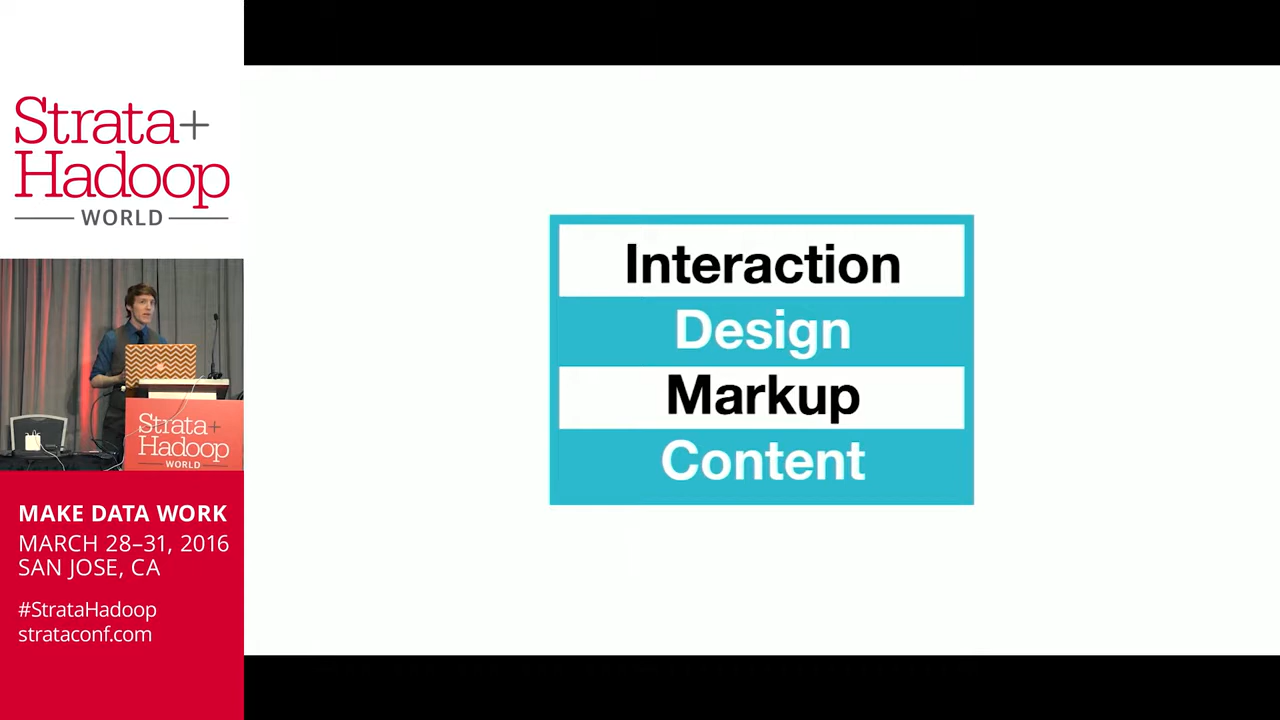 Strata+
Hadoop
WORLD
Strata+
Hadoop
WORLD
MAKE DATA WORK
MARCH 28–31, 2016
SAN JOSE, CA
#StrataHadoop
strataconf.com
Interaction
Design
Markup
Content